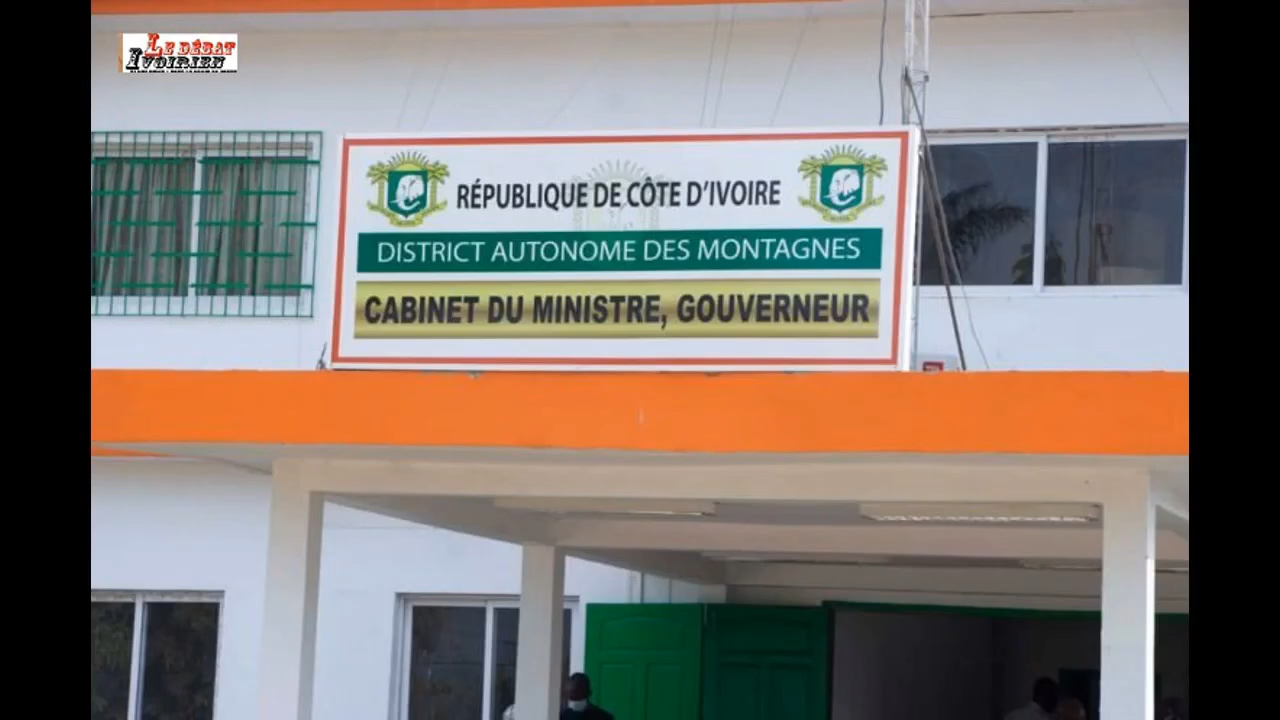 LE DÉBAT
IVOIRIEN
RÉPUBLIQUE DE CÔTE D'IVOIRE
DISTRICT AUTONOME DES MONTAGNES
CABINET DU MINISTRE, GOUVERNEUR